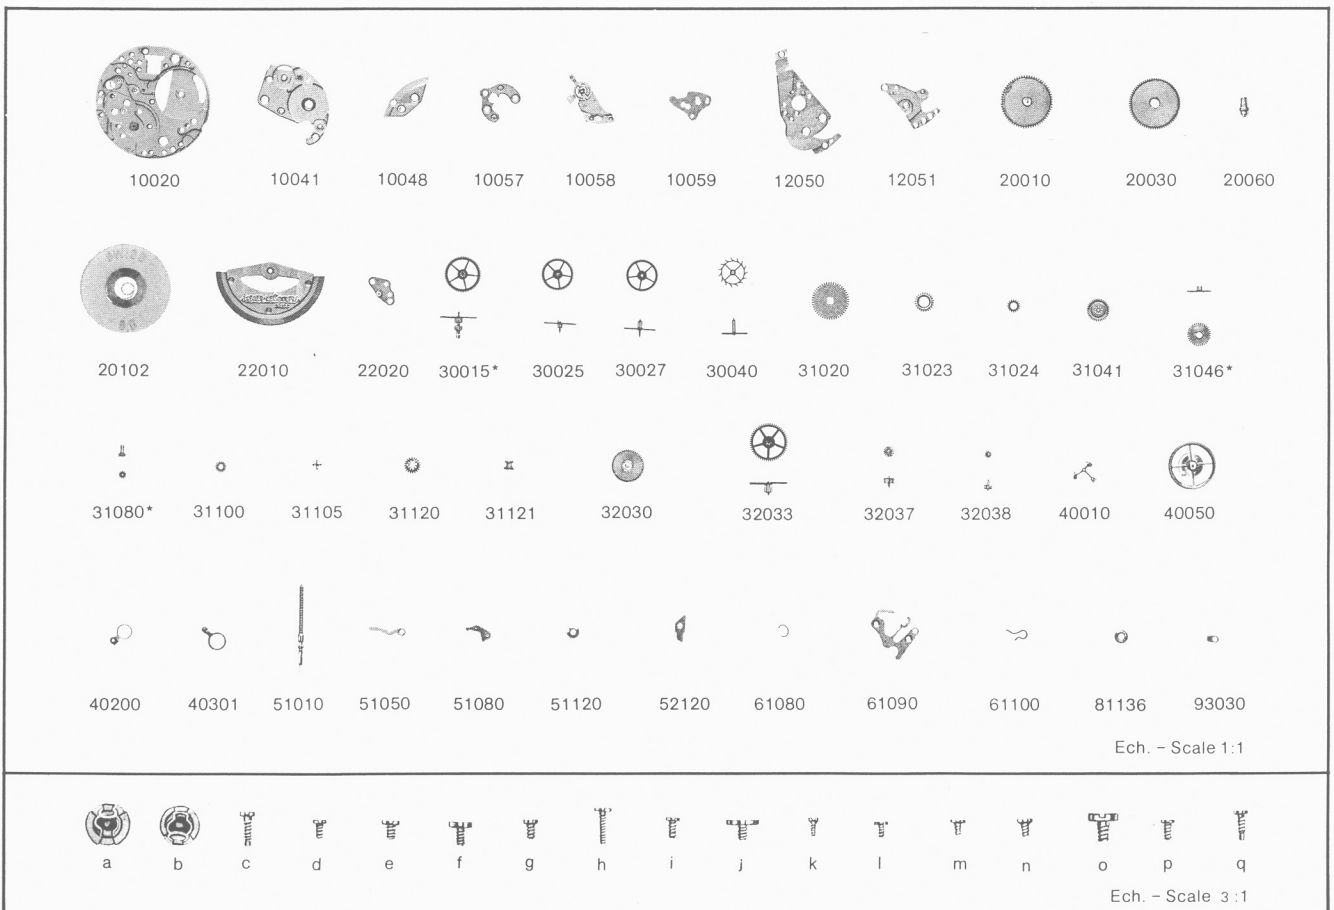 10020 10041 10048 10057 10058 10059 12050 12051 20010 20030 20060
20102 22010 22020 30015* 30025 30027 30040 31020 31023 31024 31041 31046*
31080* 31100 31105 31120 31121 32030 32033 32037 32038 40010 40050
40200 40301 51010 51050 51080 51120 52120 61080 61090 61100 81136 93030
Ech. – Scale 1:1
a b c d e f g h i j k l m n o p q
Ech. – Scale 3:1